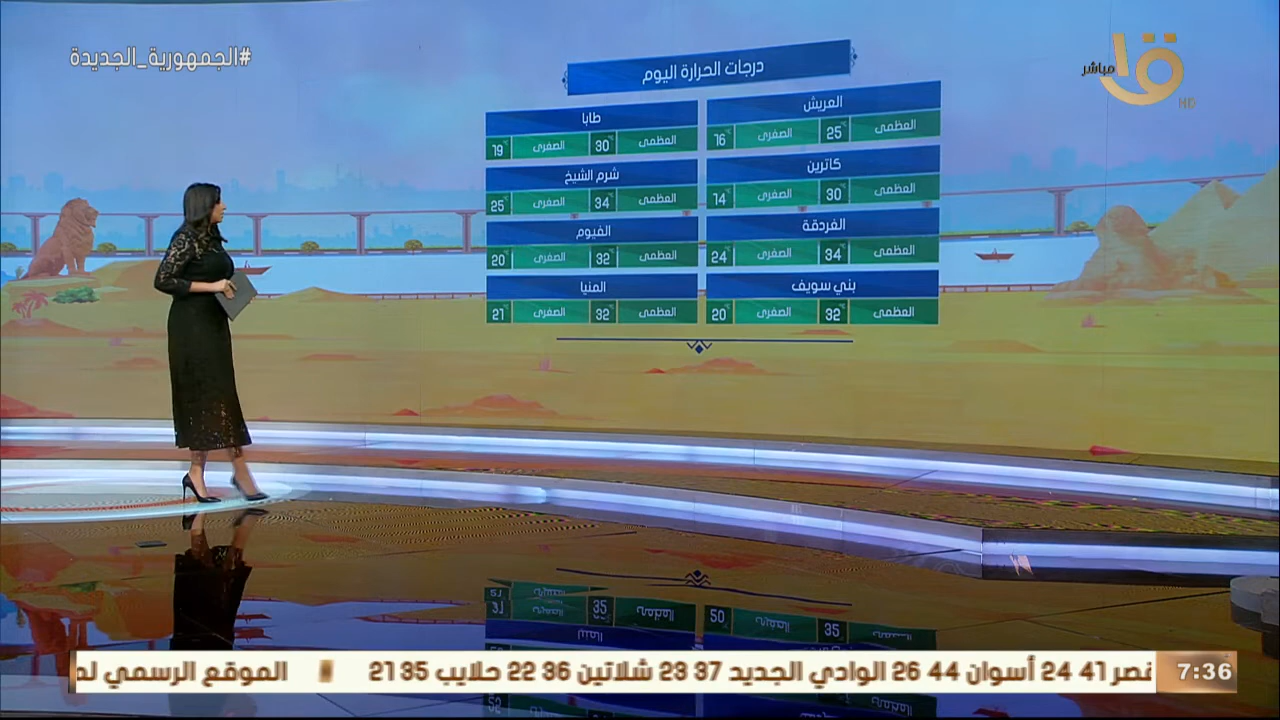 #الجمهورية_الجديدة
مباشر
HD
درجات الحرارة اليوم
العريش
العظمى 25 الصغرى 16
طابا
العظمى 30 الصغرى 19
كاترين
العظمى 30 الصغرى 14
شرم الشيخ
العظمى 34 الصغرى 25
الغردقة
العظمى 34 الصغرى 24
الفيوم
العظمى 32 الصغرى 20
بني سويف
العظمى 32 الصغرى 20
المنيا
العظمى 32 الصغرى 21
7:36
41 24 أسوان 44 26 الوادي الجديد 37 23 شلاتين 36 22 حلايب 35 21 الموقع الرسمي